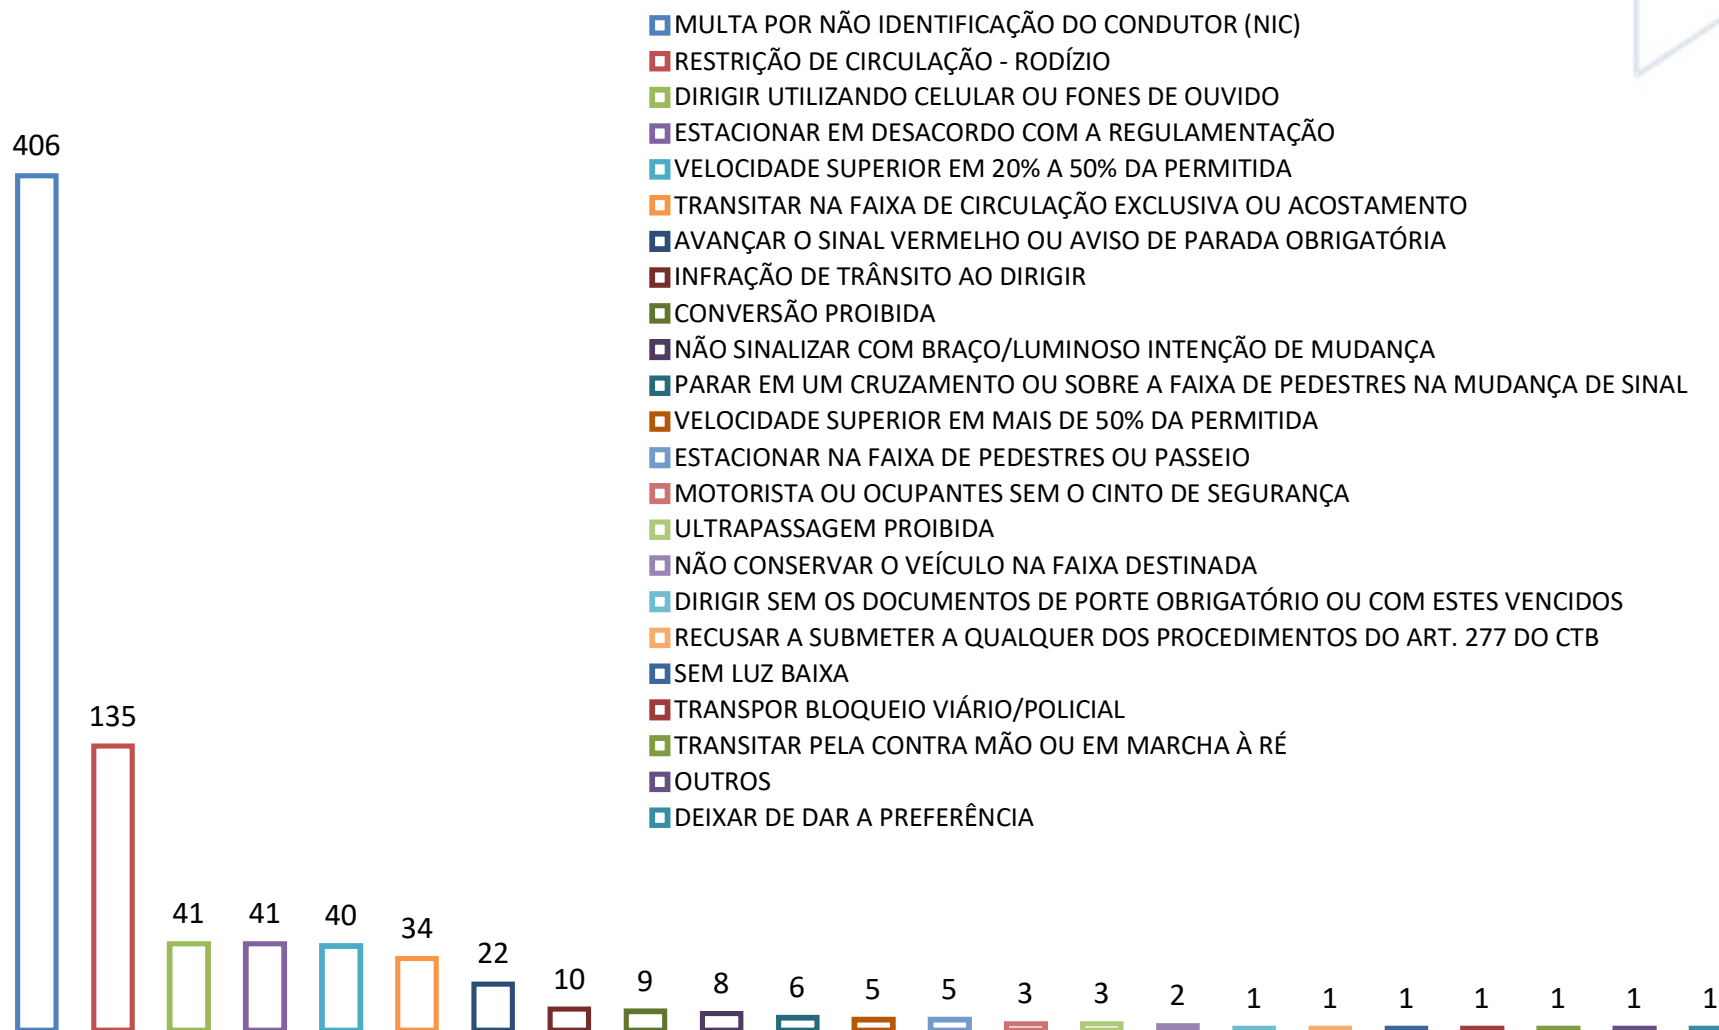 MULTA POR NÃO IDENTIFICAÇÃO DO CONDUTOR (NIC)
RESTRIÇÃO DE CIRCULAÇÃO - RODÍZIO
DIRIGIR UTILIZANDO CELULAR OU FONES DE OUVIDO
ESTACIONAR EM DESACORDO COM A REGULAMENTAÇÃO
VELOCIDADE SUPERIOR EM 20% A 50% DA PERMITIDA
TRANSITAR NA FAIXA DE CIRCULAÇÃO EXCLUSIVA OU ACOSTAMENTO
AVANÇAR O SINAL VERMELHO OU AVISO DE PARADA OBRIGATÓRIA
INFRAÇÃO DE TRÂNSITO AO DIRIGIR
CONVERSÃO PROIBIDA
NÃO SINALIZAR COM BRAÇO/LUMINOSO INTENÇÃO DE MUDANÇA
PARAR EM UM CRUZAMENTO OU SOBRE A FAIXA DE PEDESTRES NA MUDANÇA DE SINAL
VELOCIDADE SUPERIOR EM MAIS DE 50% DA PERMITIDA
ESTACIONAR NA FAIXA DE PEDESTRES OU PASSEIO
MOTORISTA OU OCUPANTES SEM O CINTO DE SEGURANÇA
ULTRAPASSAGEM PROIBIDA
NÃO CONSERVAR O VEÍCULO NA FAIXA DESTINADA
DIRIGIR SEM OS DOCUMENTOS DE PORTE OBRIGATÓRIO OU COM ESTES VENCIDOS
RECUSAR A SUBMETER A QUALQUER DOS PROCEDIMENTOS DO ART. 277 DO CTB
SEM LUZ BAIXA
TRANSPOR BLOQUEIO VIÁRIO/POLICIAL
TRANSITAR PELA CONTRA MÃO OU EM MARCHA À RÉ
OUTROS
DEIXAR DE DAR A PREFERÊNCIA
406
135
41 41 40 34 22 10 9 8 6 5 5 3 3 2 1 1 1 1 1 1 1